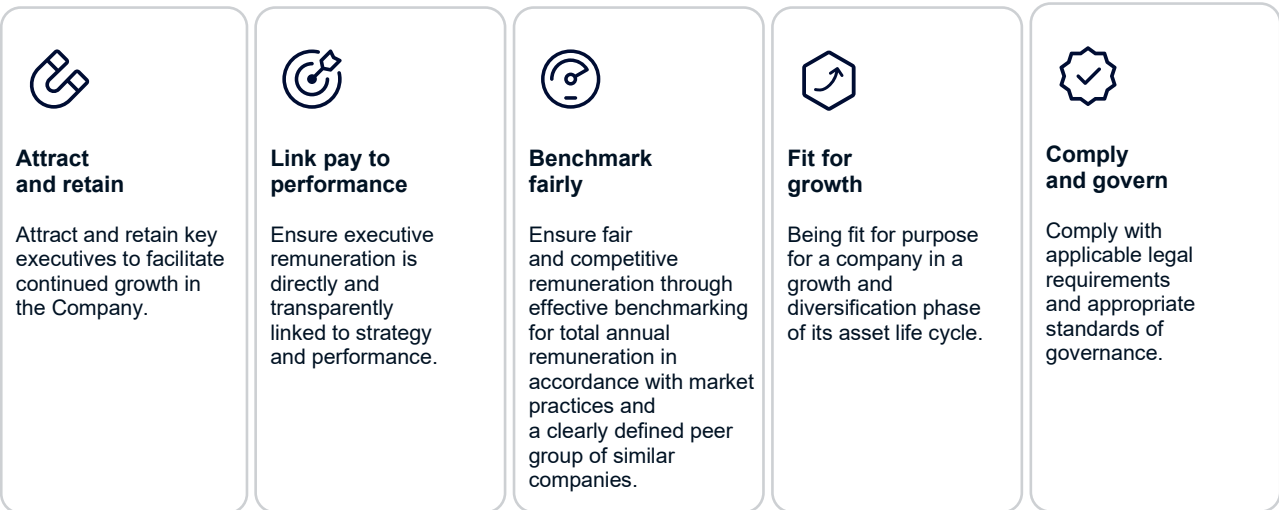 Attract
and retain
Attract and retain key
executives to facilitate
continued growth in
the Company.
Link pay to
performance
Ensure executive
remuneration is
directly and
transparently
linked to strategy
and performance.
Benchmark
fairly
Ensure fair
and competitive
remuneration through
effective benchmarking
for total annual
remuneration in
accordance with market
practices and
a clearly defined peer
group of similar
companies.
Fit for
growth
Being fit for purpose
for a company in a
growth and
diversification phase
of its asset life cycle.
Comply
and govern
Comply with
applicable legal
requirements
and appropriate
standards of
governance.